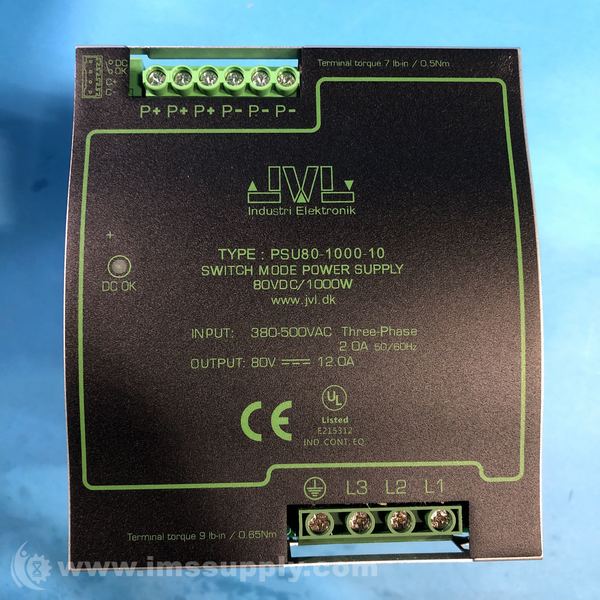 DC
OK
Terminal torque 7 lb-in / 0.5Nm
P+ P+ P+ P- P- P-
JVL
Industri Elektronik
TYPE : PSU80-1000-10
SWITCH MODE POWER SUPPLY
80VDC/1000W
www.jvl.dk
+
DC OK
INPUT: 380-500VAC Three-Phase
2.0A 50/60Hz
OUTPUT: 80V 12.0A
CE
UL
Listed
E215312
IND. CONT. EQ.
L3 L2 L1
Terminal torque 9 lb-in / 0.65Nm
www.imssupply.com